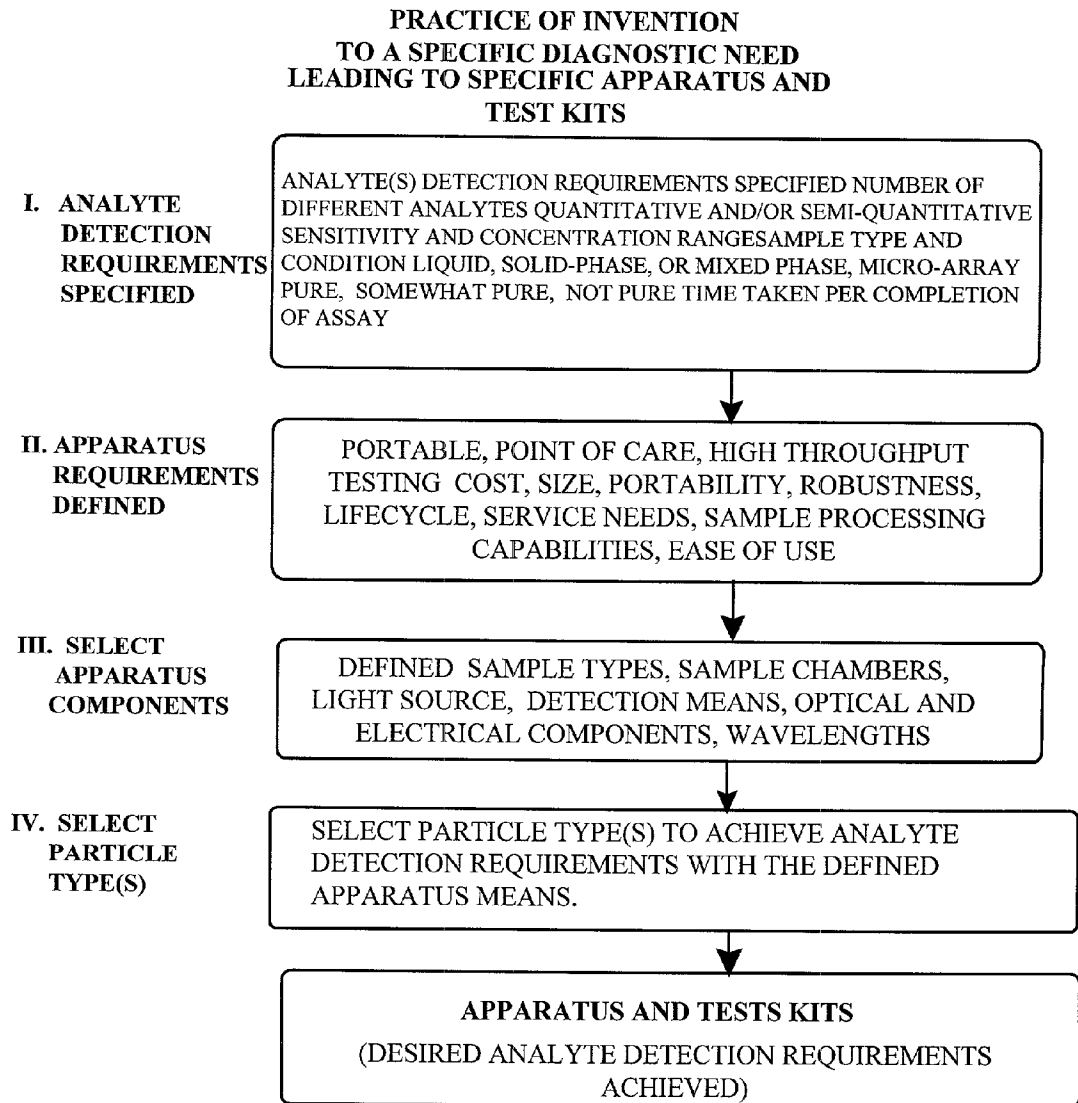 PRACTICE OF INVENTION
TO A SPECIFIC DIAGNOSTIC NEED
LEADING TO SPECIFIC APPARATUS AND
TEST KITS
I. ANALYTE
DETECTION
REQUIREMENTS
SPECIFIED
ANALYTE(S) DETECTION REQUIREMENTS SPECIFIED NUMBER OF
DIFFERENT ANALYTES QUANTITATIVE AND/OR SEMI-QUANTITATIVE
SENSITIVITY AND CONCENTRATION RANGESAMPLE TYPE AND
CONDITION LIQUID, SOLID-PHASE, OR MIXED PHASE, MICRO-ARRAY
PURE, SOMEWHAT PURE, NOT PURE TIME TAKEN PER COMPLETION
OF ASSAY
II. APPARATUS
REQUIREMENTS
DEFINED
PORTABLE, POINT OF CARE, HIGH THROUGHPUT
TESTING COST, SIZE, PORTABILITY, ROBUSTNESS,
LIFECYCLE, SERVICE NEEDS, SAMPLE PROCESSING
CAPABILITIES, EASE OF USE
III. SELECT
APPARATUS
COMPONENTS
DEFINED SAMPLE TYPES, SAMPLE CHAMBERS,
LIGHT SOURCE, DETECTION MEANS, OPTICAL AND
ELECTRICAL COMPONENTS, WAVELENGTHS
IV. SELECT
PARTICLE
TYPE(S)
SELECT PARTICLE TYPE(S) TO ACHIEVE ANALYTE
DETECTION REQUIREMENTS WITH THE DEFINED
APPARATUS MEANS.
APPARATUS AND TESTS KITS
(DESIRED ANALYTE DETECTION REQUIREMENTS
ACHIEVED)